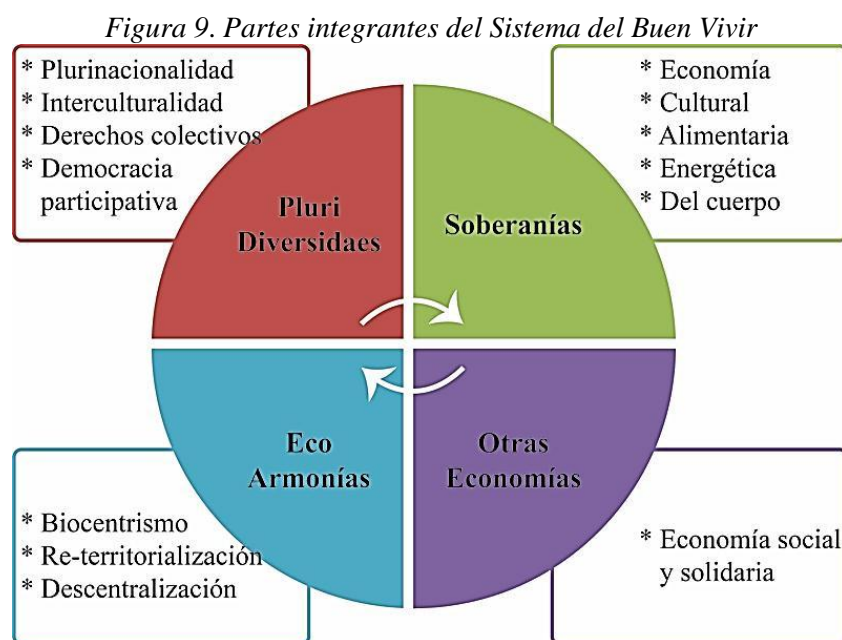 Figura 9. Partes integrantes del Sistema del Buen Vivir
* Plurinacionalidad
* Interculturalidad
* Derechos colectivos
* Democracia
participativa
* Economía
* Cultural
* Alimentaria
* Energética
* Del cuerpo
Pluri
Diversidaes
Soberanías
Eco
Armonías
Otras
Economías
* Biocentrismo
* Re-territorialización
* Descentralización
* Economía social
y solidaria